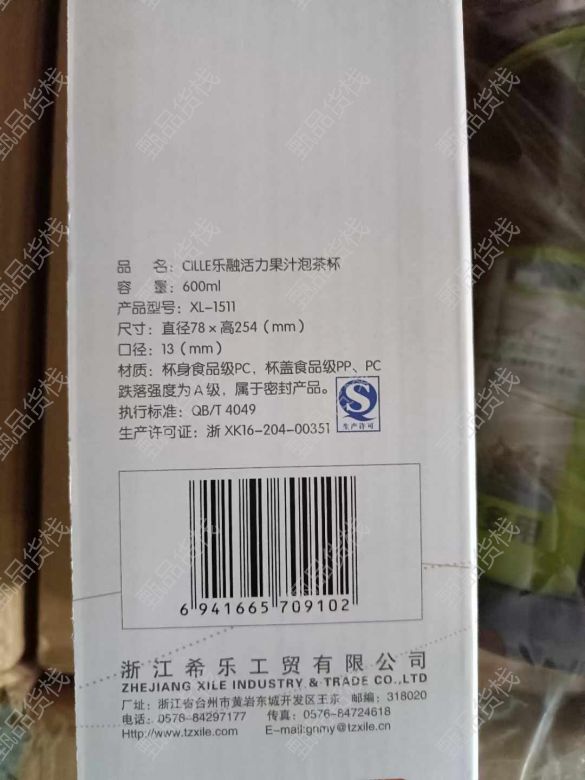 品 名：CiLLE乐融活力果汁泡茶杯
容 量：600ml
产品型号：XL-1511
尺寸：直径78×高254（mm）
口径：13（mm）
材质：杯身食品级PC，杯盖食品级PP、PC
跌落强度为A级，属于密封产品。
执行标准：QB/T 4049
生产许可证：浙 XK16-204-00351
生产许可
6 941665 709102
浙江希乐工贸有限公司
ZHEJIANG XILE INDUSTRY & TRADE CO.,LTD
厂址：浙江省台州市黄岩东城开发区王东 邮编：318020
电话：0576-84297177 传真：0576-84724618
Http://www.tzxile.com E-mail:gnmy@tzxile.cn
甄品货栈